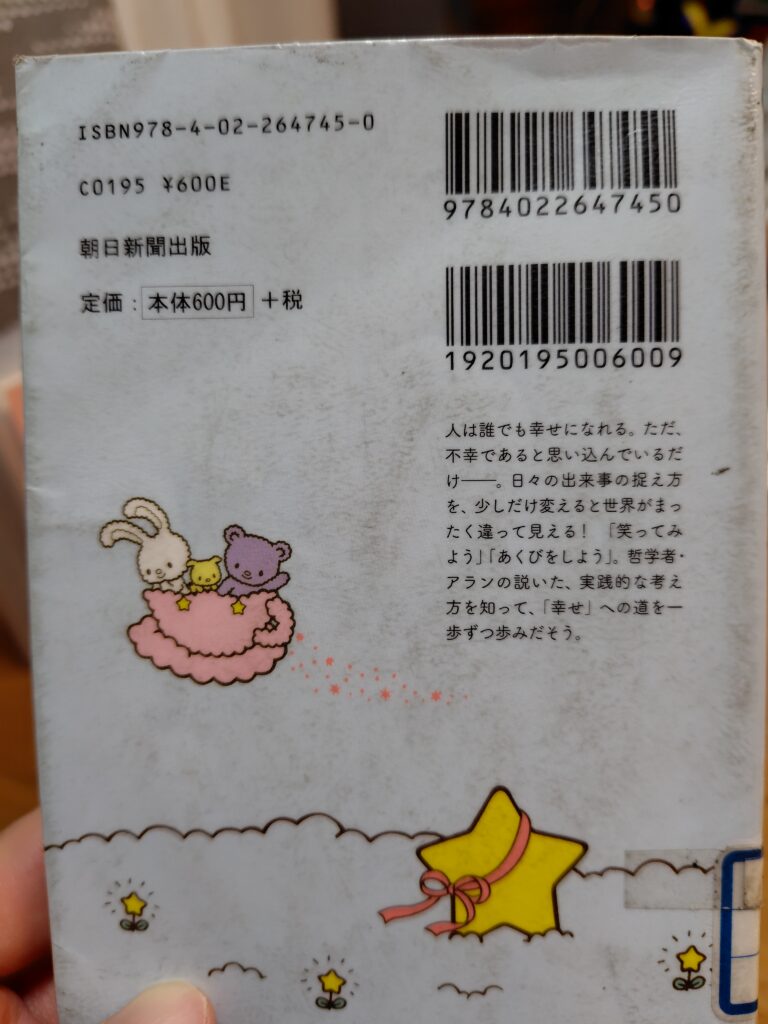 ISBN978-4-02-264745-0
C0195 ¥600E
朝日新聞出版
定価：本体600円＋税
9784022647450
1920195006009
人は誰でも幸せになれる。ただ、
不幸であると思い込んでいるだ
け――。日々の出来事の捉え方
を、少しだけ変えると世界がまっ
たく違って見える！「笑ってみ
よう」「あくびをしよう」。哲学者・
アランの説いた、実践的な考え
方を知って、「幸せ」への道を一
歩ずつ歩みだそう。